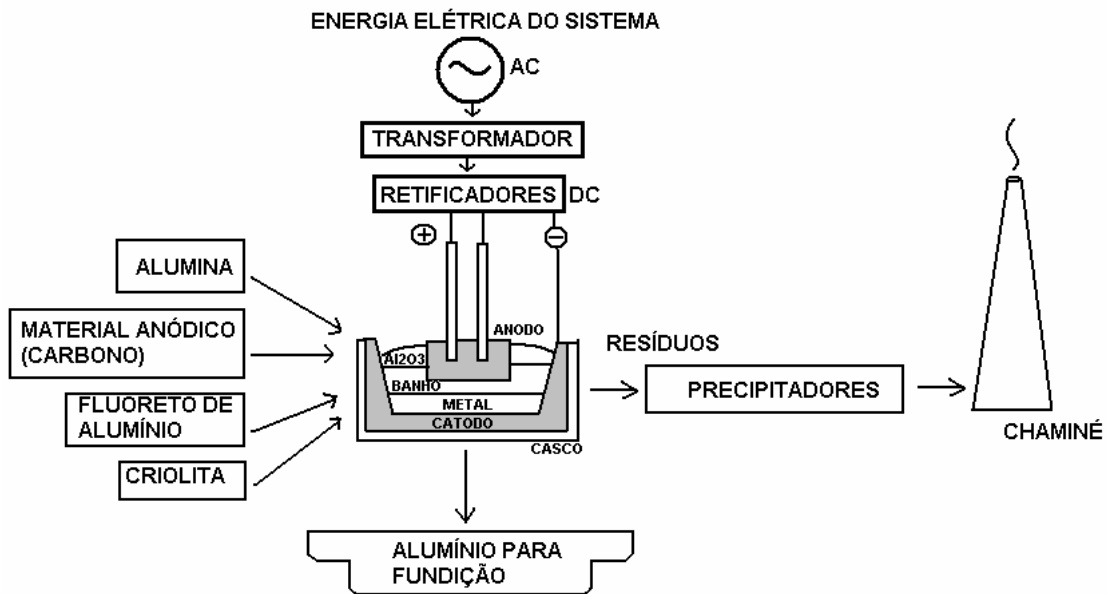 ENERGIA ELÉTRICA DO SISTEMA
AC
TRANSFORMADOR
RETIFICADORES
DC
+
-
ALUMINA
MATERIAL ANÓDICO
(CARBONO)
FLUORETO DE
ALUMÍNIO
CRIOLITA
ANODO
Al2O3
BANHO
METAL
CATODO
CASCO
RESÍDUOS
PRECIPITADORES
CHAMINÉ
ALUMÍNIO PARA
FUNDIÇÃO